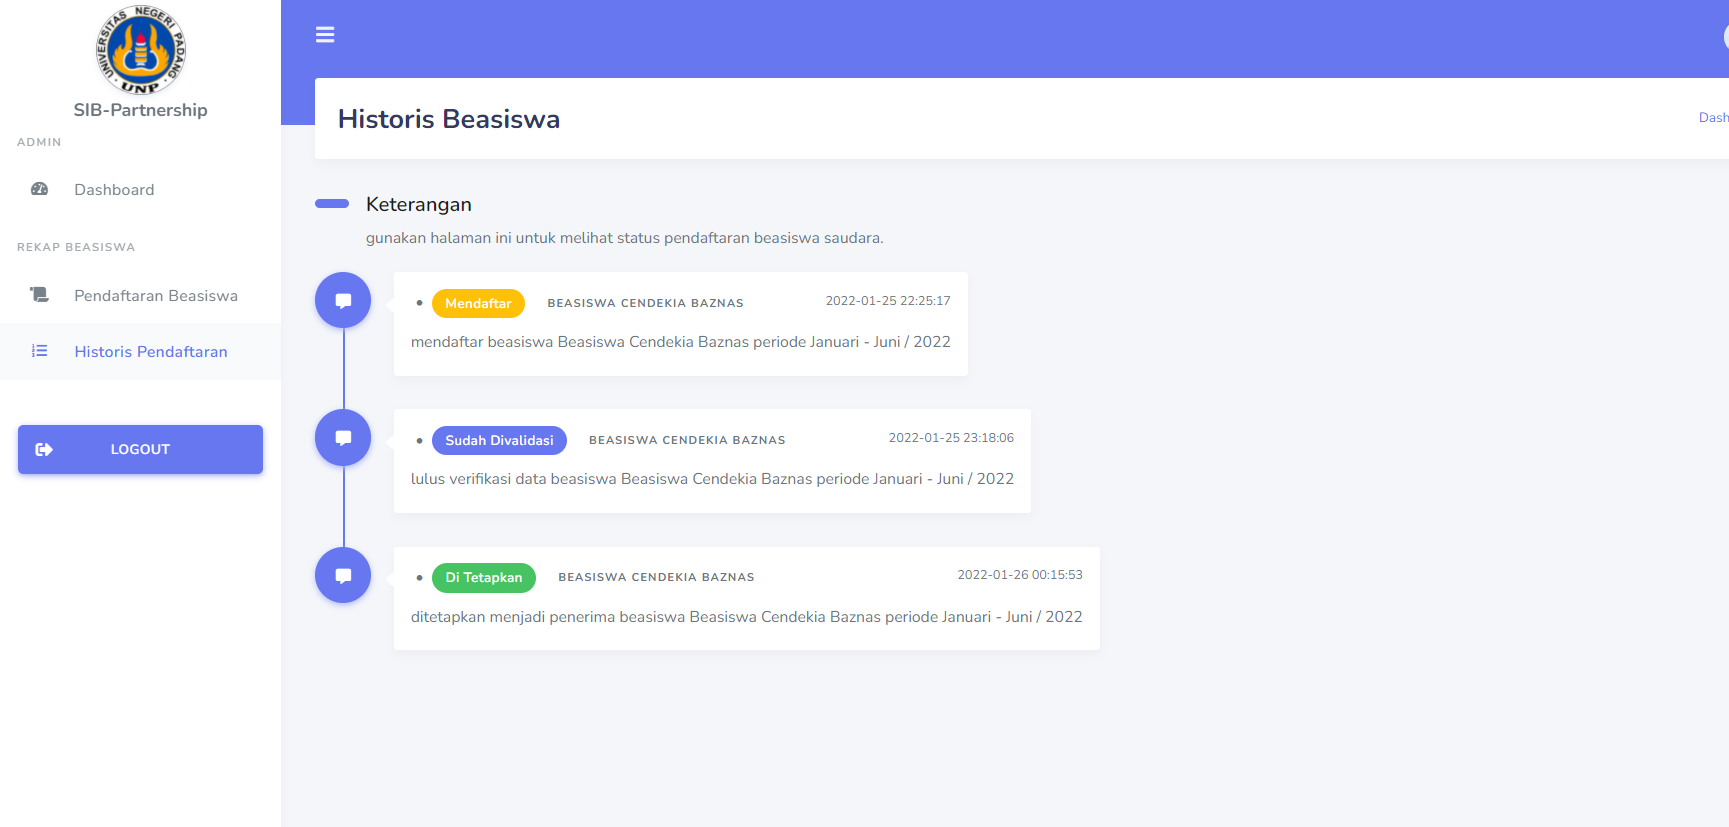 UNIVERSITAS NEGERI PADANG
UNP
SIB-Partnership
ADMIN
Dashboard
REKAP BEASISWA
Pendaftaran Beasiswa
Historis Pendaftaran
LOGOUT
Historis Beasiswa
Dash
Keterangan
gunakan halaman ini untuk melihat status pendaftaran beasiswa saudara.
Mendaftar BEASISWA CENDEKIA BAZNAS 2022-01-25 22:25:17
mendaftar beasiswa Beasiswa Cendekia Baznas periode Januari - Juni / 2022
Sudah Divalidasi BEASISWA CENDEKIA BAZNAS 2022-01-25 23:18:06
lulus verifikasi data beasiswa Beasiswa Cendekia Baznas periode Januari - Juni / 2022
Di Tetapkan BEASISWA CENDEKIA BAZNAS 2022-01-26 00:15:53
ditetapkan menjadi penerima beasiswa Beasiswa Cendekia Baznas periode Januari - Juni / 2022